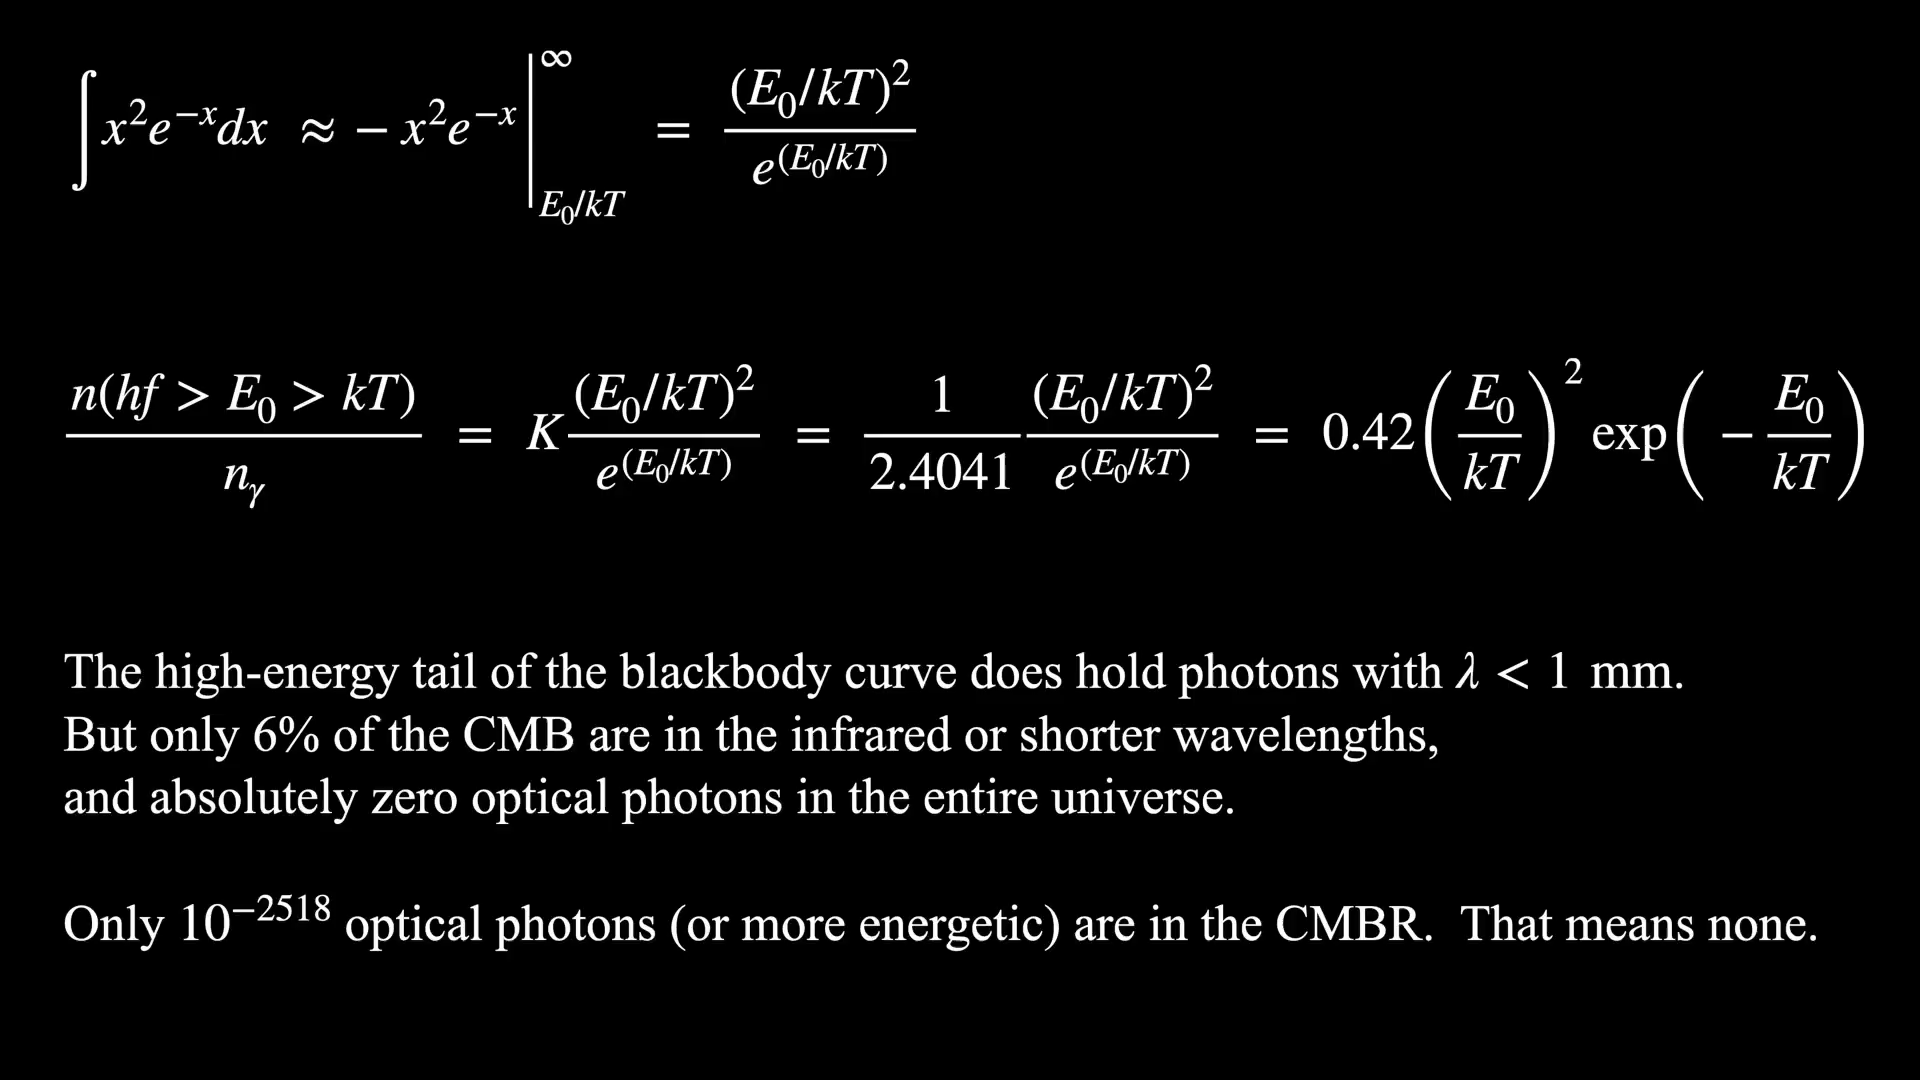 ∫x²e⁻ˣdx ≈ − x²e⁻ˣ |_{E₀/kT}^{∞} = (E₀/kT)² / e^{(E₀/kT)}
n(hf > E₀ > kT) / n_γ = K (E₀/kT)² / e^{(E₀/kT)} = 1/2.4041 (E₀/kT)² / e^{(E₀/kT)} = 0.42 (E₀/kT)² exp(− E₀/kT)
The high-energy tail of the blackbody curve does hold photons with λ < 1 mm.
But only 6% of the CMB are in the infrared or shorter wavelengths,
and absolutely zero optical photons in the entire universe.
Only 10⁻²⁵¹⁸ optical photons (or more energetic) are in the CMBR. That means none.